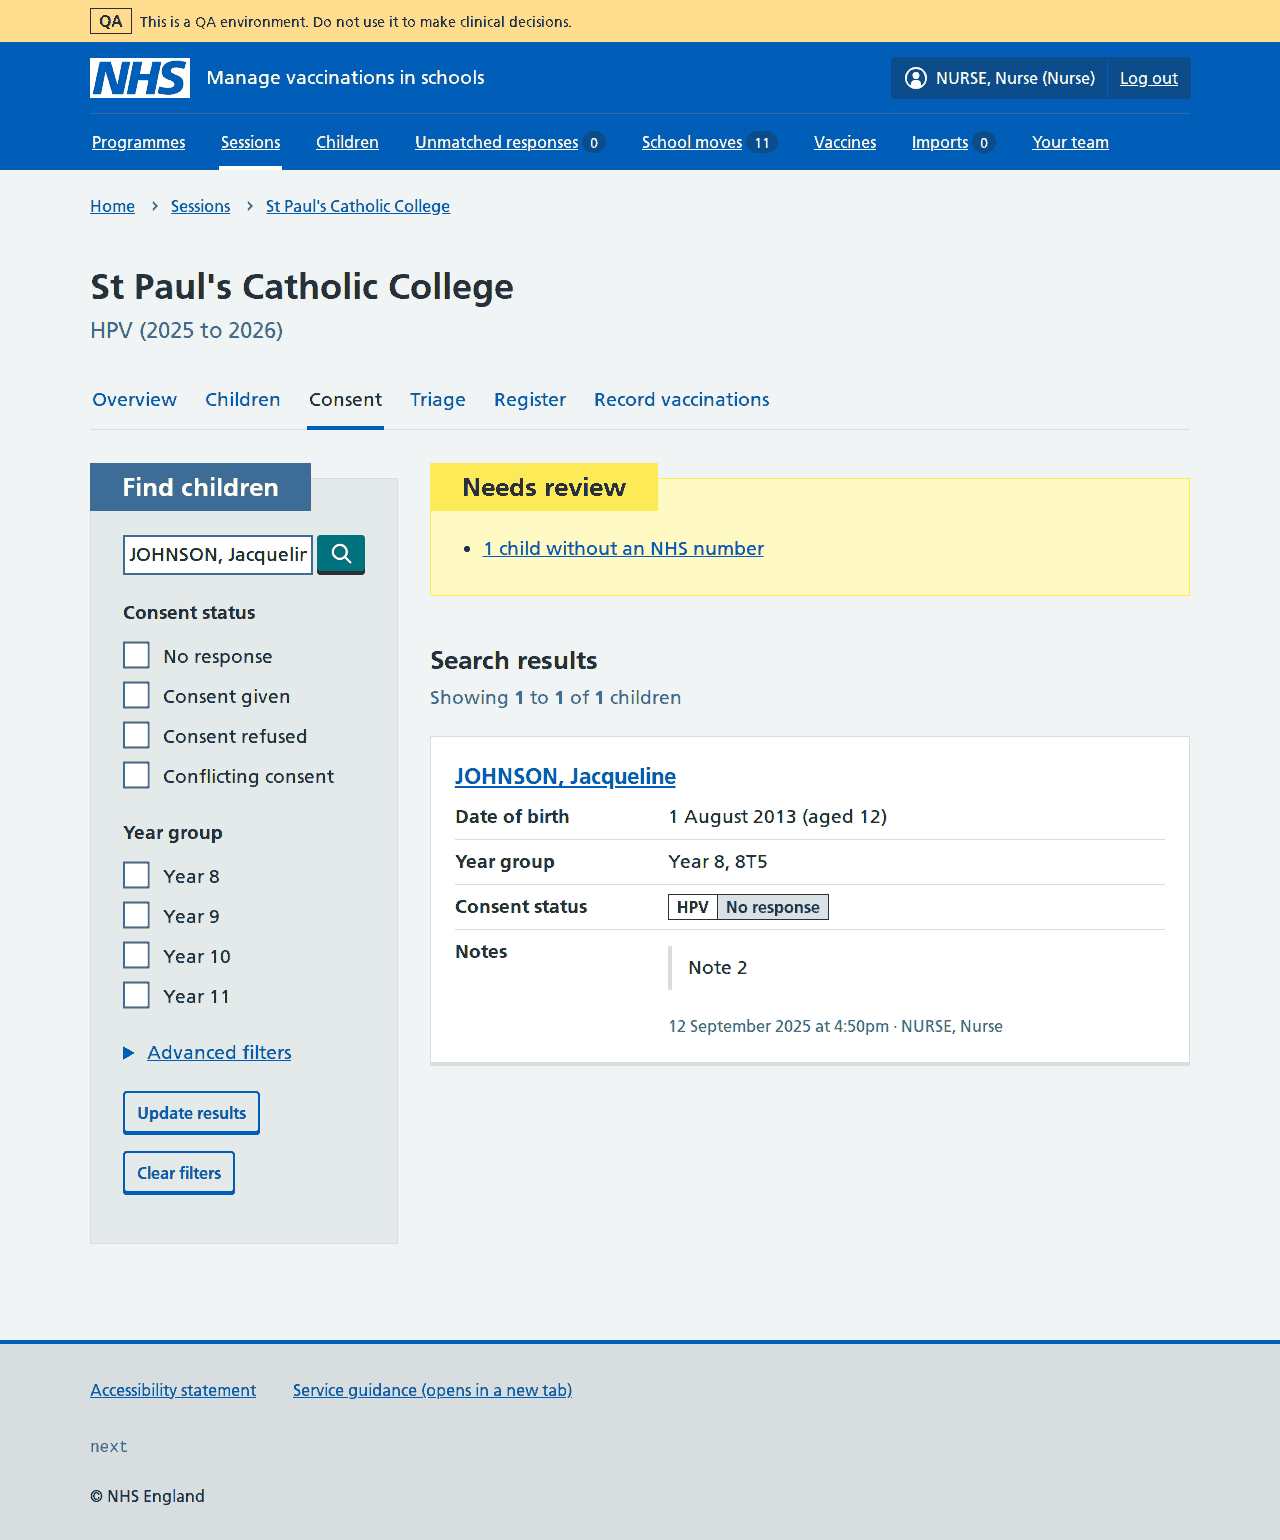 QA This is a QA environment. Do not use it to make clinical decisions.
NHS Manage vaccinations in schools
NURSE, Nurse (Nurse) Log out
Programmes Sessions Children Unmatched responses 0 School moves 11 Vaccines Imports 0 Your team
Home Sessions St Paul's Catholic College
St Paul's Catholic College
HPV (2025 to 2026)
Overview Children Consent Triage Register Record vaccinations
Find children
JOHNSON, Jacquelin
Consent status
No response
Consent given
Consent refused
Conflicting consent
Year group
Year 8
Year 9
Year 10
Year 11
Advanced filters
Update results
Clear filters
Needs review
1 child without an NHS number
Search results
Showing 1 to 1 of 1 children
JOHNSON, Jacqueline
Date of birth 1 August 2013 (aged 12)
Year group Year 8, 8T5
Consent status HPV No response
Notes Note 2
12 September 2025 at 4:50pm · NURSE, Nurse
Accessibility statement Service guidance (opens in a new tab)
next
© NHS England